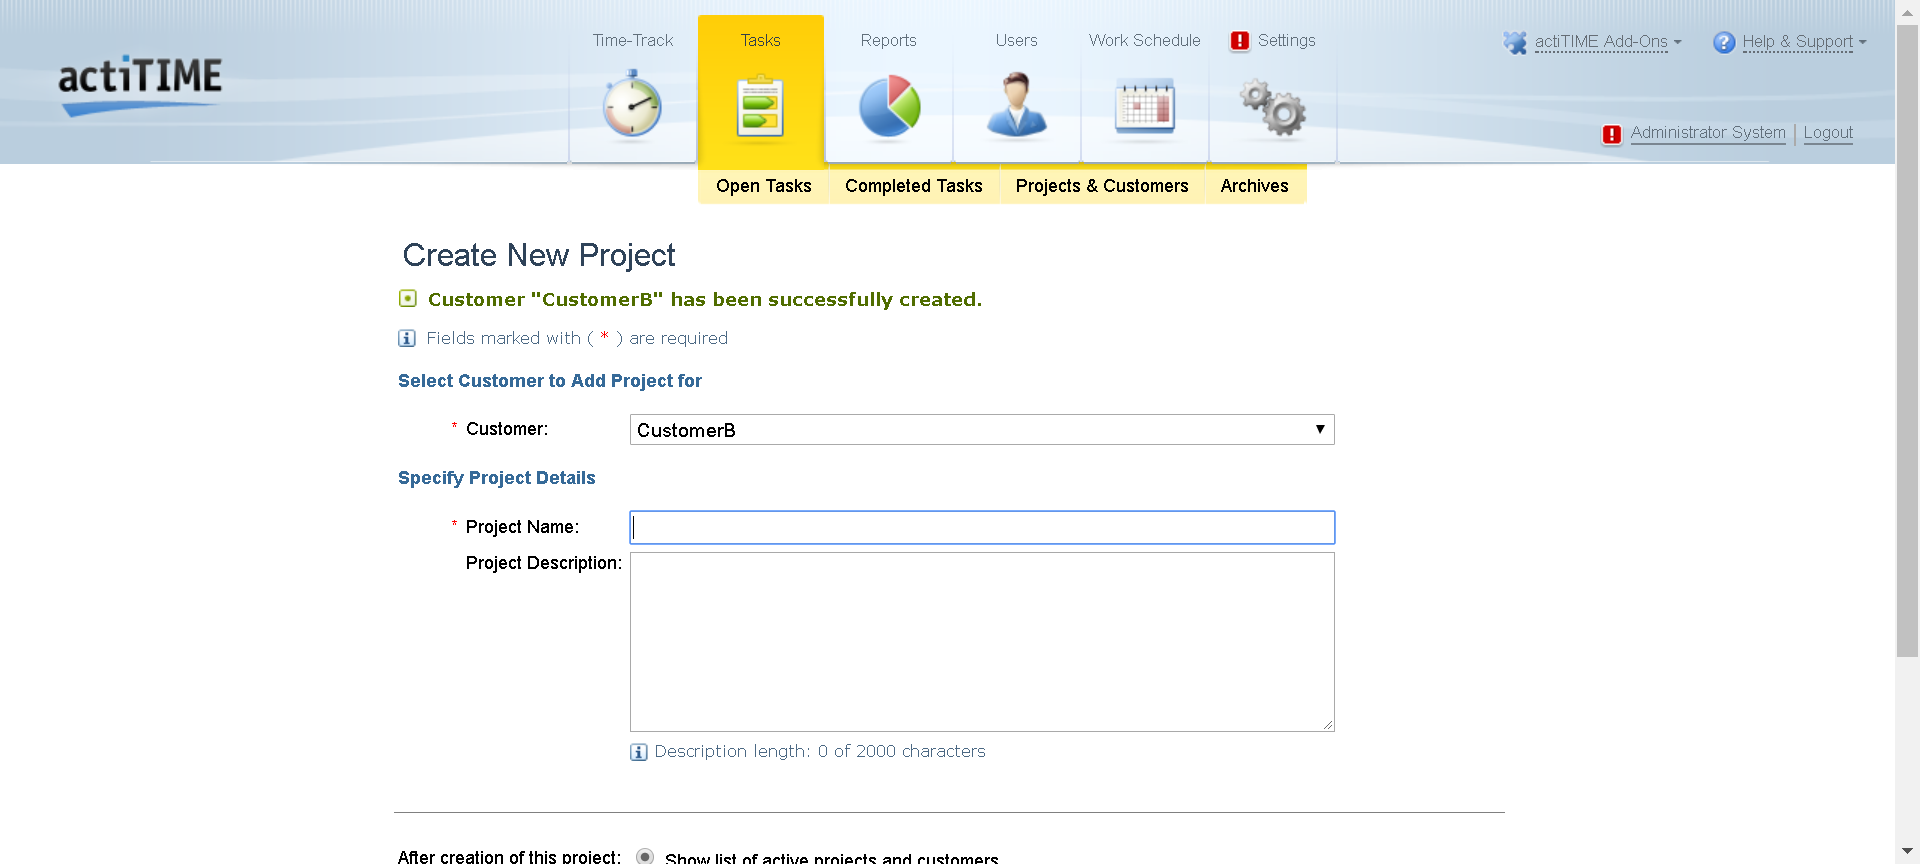 actiTIME
Time-Track
Tasks
Reports
Users
Work Schedule
Settings
actiTIME Add-Ons
Help & Support
Administrator System
Logout
Open Tasks
Completed Tasks
Projects & Customers
Archives
Create New Project
Customer "CustomerB" has been successfully created.
Fields marked with ( * ) are required
Select Customer to Add Project for
* Customer:
CustomerB
Specify Project Details
* Project Name:
Project Description:
Description length: 0 of 2000 characters
After creation of this project:
Show list of active projects and customers